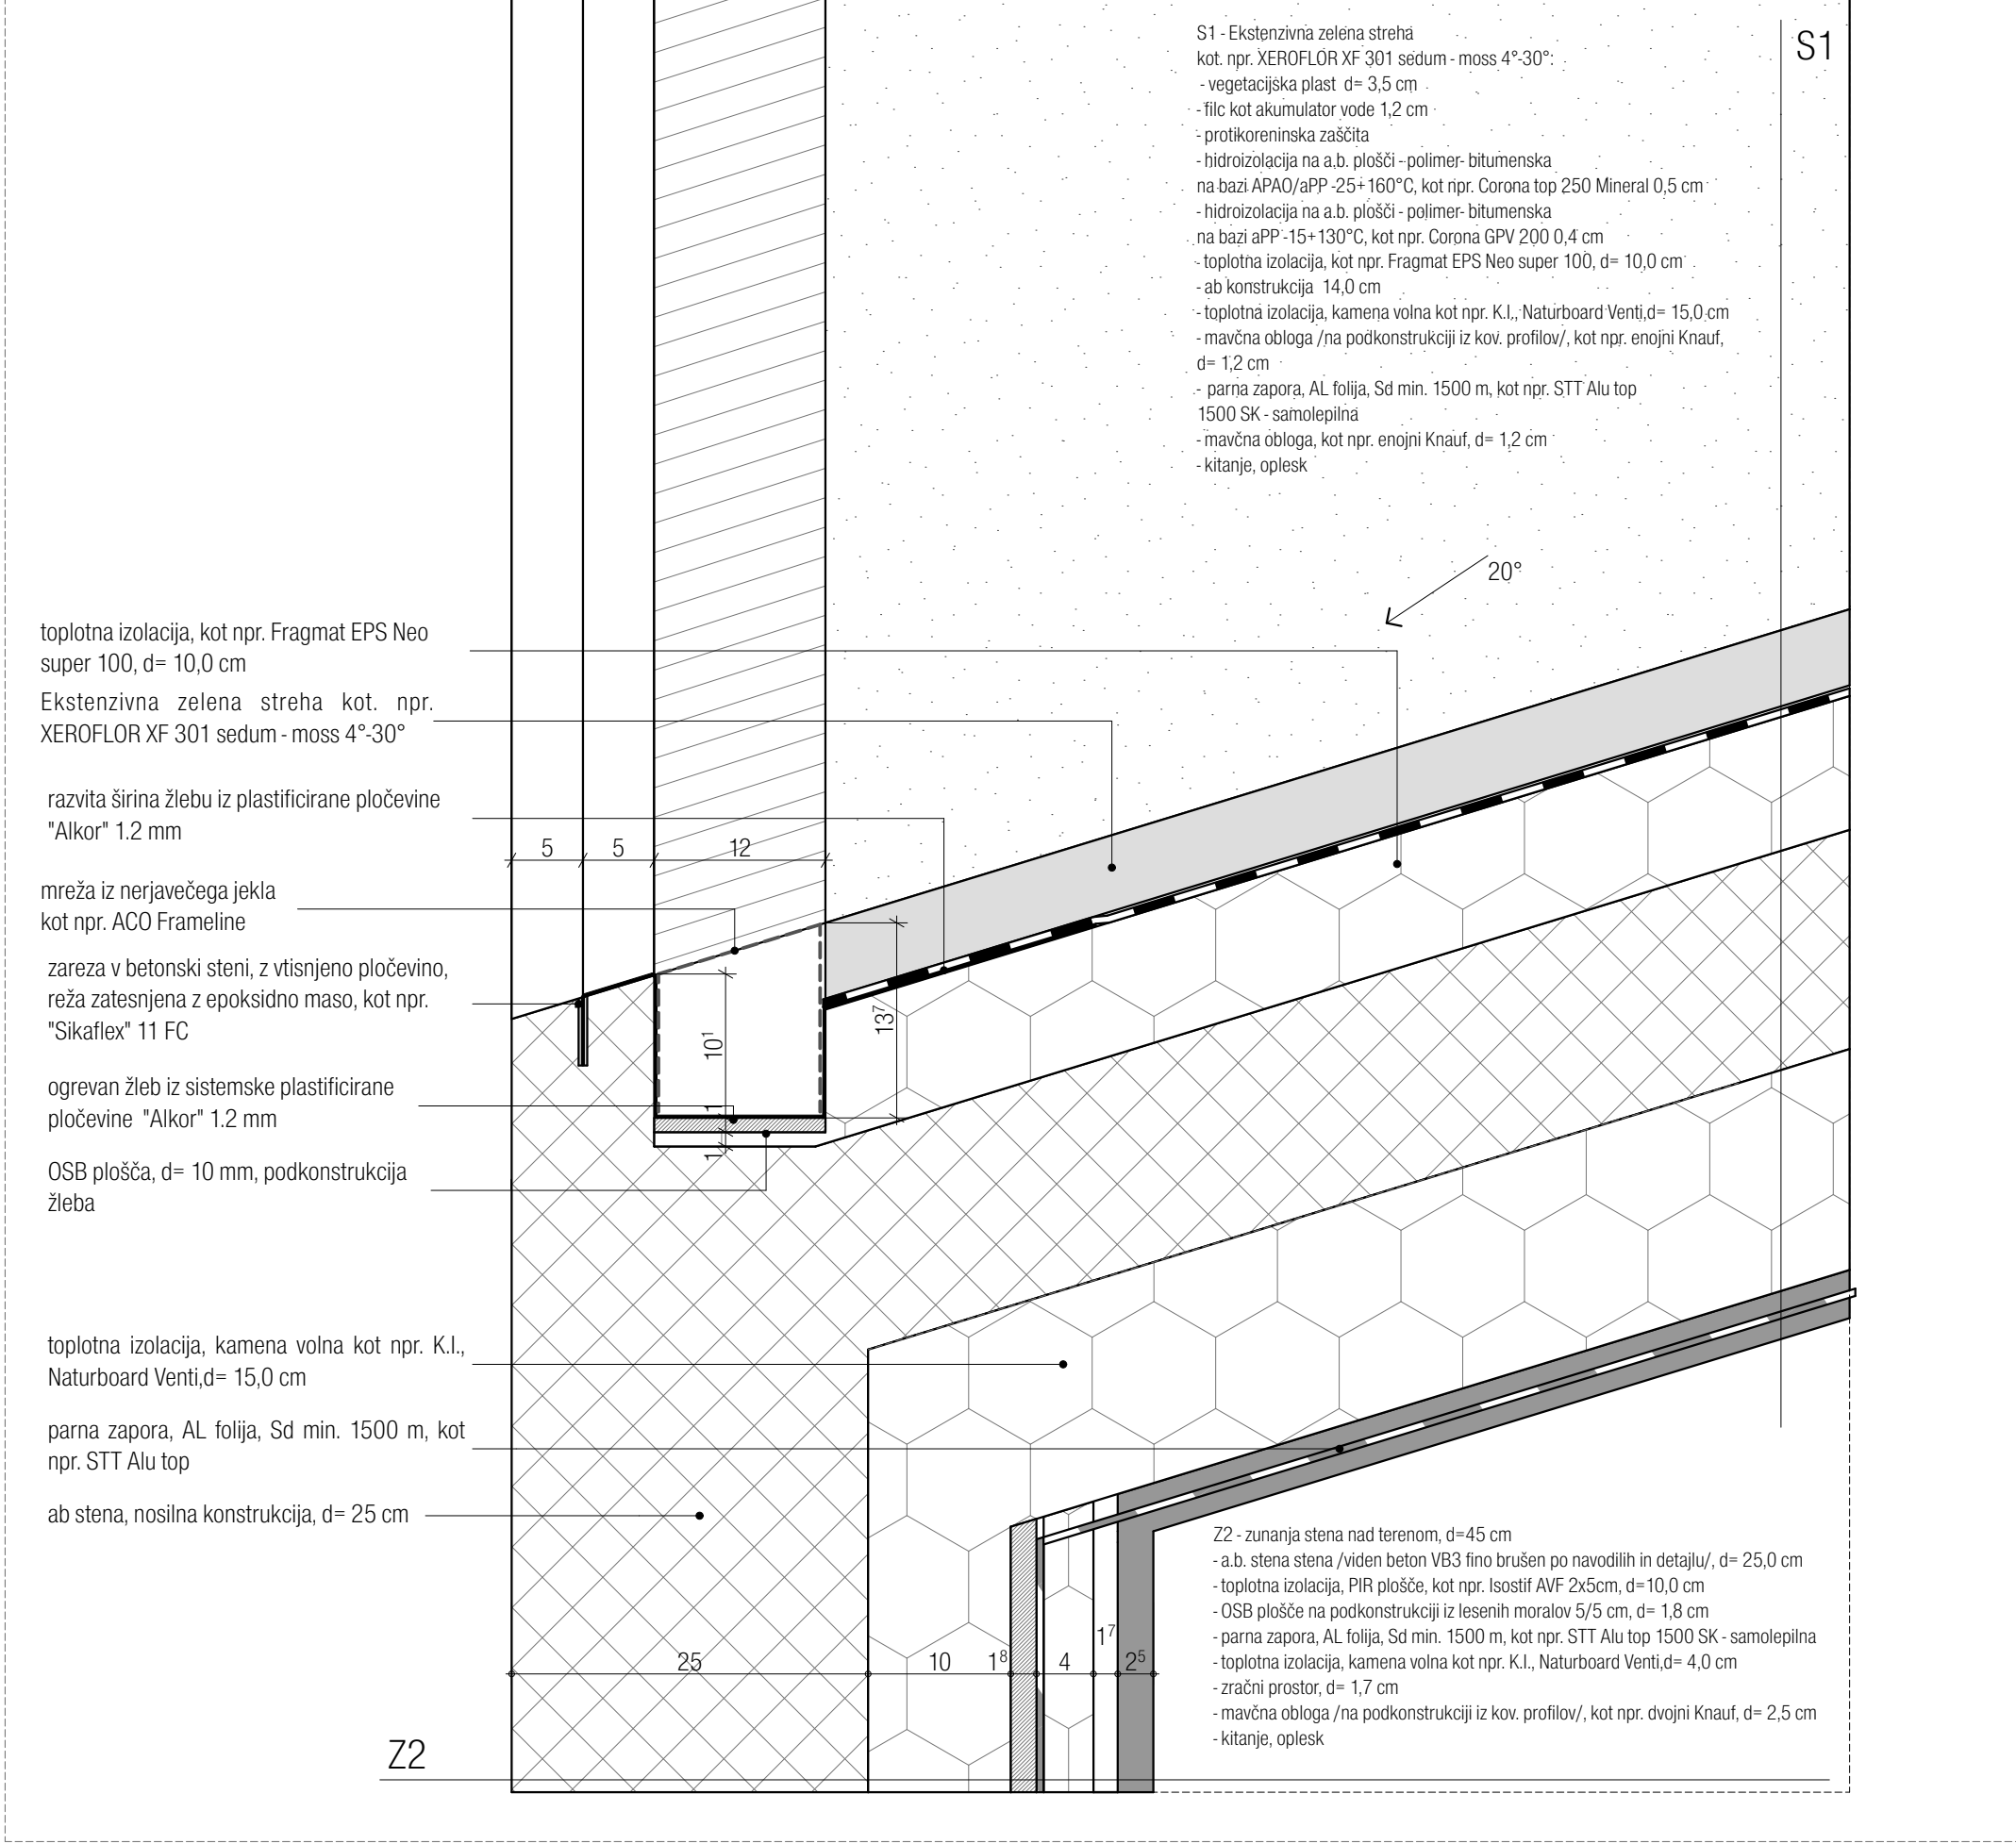 S1 - Ekstenzivna zelena streha
kot. npr. XEROFLOR XF 301 sedum - moss 4°-30°:
- vegetacijska plast d= 3,5 cm
- filc kot akumulator vode 1,2 cm
- protikoreninska zaščita
- hidroizolacija na a.b. plošči - polimer- bitumenska
na bazi APAO/aPP -25+160°C, kot npr. Corona top 250 Mineral 0,5 cm
- hidroizolacija na a.b. plošči - polimer- bitumenska
na bazi aPP -15+130°C, kot npr. Corona GPV 200 0,4 cm
- toplotna izolacija, kot npr. Fragmat EPS Neo super 100, d= 10,0 cm
- ab konstrukcija 14,0 cm
- toplotna izolacija, kamena volna kot npr. K.I., Naturboard Venti,d= 15,0 cm
- mavčna obloga /na podkonstrukciji iz kov. profilov/, kot npr. enojni Knauf,
d= 1,2 cm
- parna zapora, AL folija, Sd min. 1500 m, kot npr. STT Alu top
1500 SK - samolepilna
- mavčna obloga, kot npr. enojni Knauf, d= 1,2 cm
- kitanje, oplesk
S1
20°
toplotna izolacija, kot npr. Fragmat EPS Neo
super 100, d= 10,0 cm
Ekstenzivna zelena streha kot. npr.
XEROFLOR XF 301 sedum - moss 4°-30°
razvita širina žlebu iz plastificirane pločevine
"Alkor" 1.2 mm
mreža iz nerjavečega jekla
kot npr. ACO Frameline
zareza v betonski steni, z vtisnjeno pločevino,
reža zatesnjena z epoksidno maso, kot npr.
"Sikaflex" 11 FC
ogrevan žleb iz sistemske plastificirane
pločevine "Alkor" 1.2 mm
OSB plošča, d= 10 mm, podkonstrukcija
žleba
toplotna izolacija, kamena volna kot npr. K.I.,
Naturboard Venti,d= 15,0 cm
parna zapora, AL folija, Sd min. 1500 m, kot
npr. STT Alu top
ab stena, nosilna konstrukcija, d= 25 cm
5 5 12
10¹
13⁷
1
1
25 10 1⁸ 4 1⁷ 2⁵
Z2 - zunanja stena nad terenom, d=45 cm
- a.b. stena stena /viden beton VB3 fino brušen po navodilih in detajlu/, d= 25,0 cm
- toplotna izolacija, PIR plošče, kot npr. Isostif AVF 2x5cm, d=10,0 cm
- OSB plošče na podkonstrukciji iz lesenih moralov 5/5 cm, d= 1,8 cm
- parna zapora, AL folija, Sd min. 1500 m, kot npr. STT Alu top 1500 SK - samolepilna
- toplotna izolacija, kamena volna kot npr. K.I., Naturboard Venti,d= 4,0 cm
- zračni prostor, d= 1,7 cm
- mavčna obloga /na podkonstrukciji iz kov. profilov/, kot npr. dvojni Knauf, d= 2,5 cm
- kitanje, oplesk
Z2